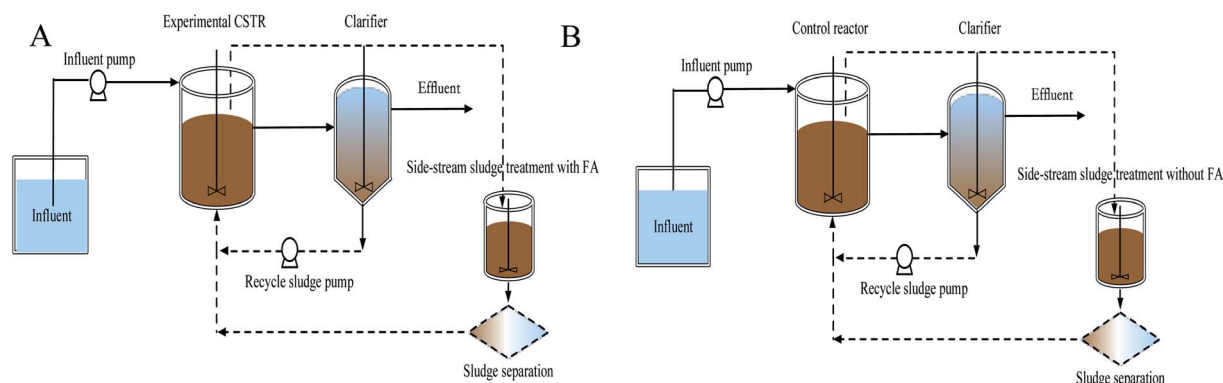 A
Experimental CSTR
Clarifier
Influent pump
Effluent
Side-stream sludge treatment with FA
Influent
Recycle sludge pump
Sludge separation
B
Control reactor
Clarifier
Influent pump
Effluent
Side-stream sludge treatment without FA
Influent
Recycle sludge pump
Sludge separation